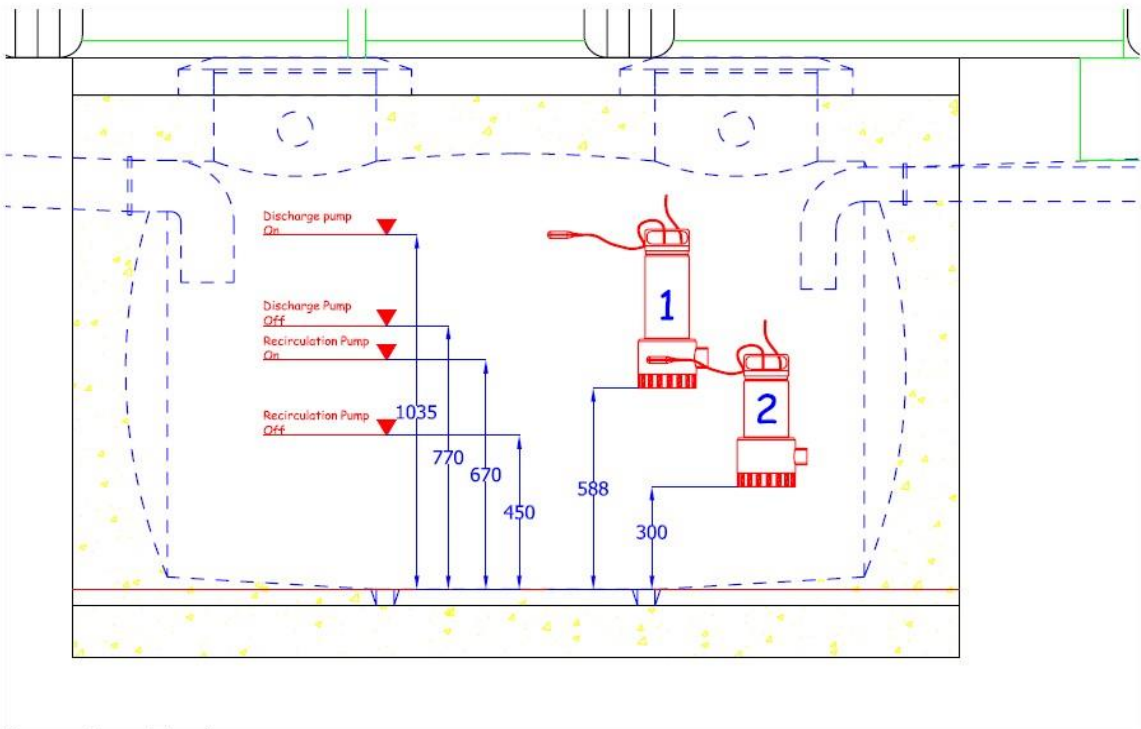 Discharge pump
On
Discharge Pump
Off
Recirculation Pump
On
Recirculation Pump
Off
1035
770
670
450
588
300
1
2